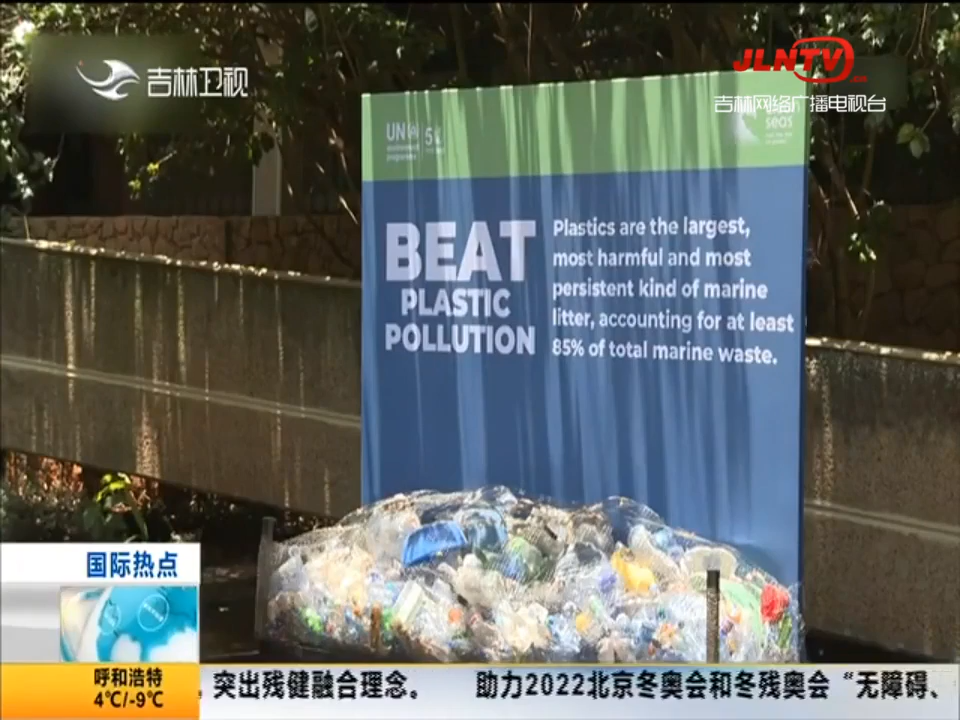 吉林卫视
JLNTV.com
吉林网络广播电视台
UN
environment
programme
seas
BEAT
PLASTIC
POLLUTION
Plastics are the largest,
most harmful and most
persistent kind of marine
litter, accounting for at least
85% of total marine waste.
国际热点
呼和浩特
4℃/-9℃
，突出残健融合理念。 助力2022北京冬奥会和冬残奥会“无障碍、